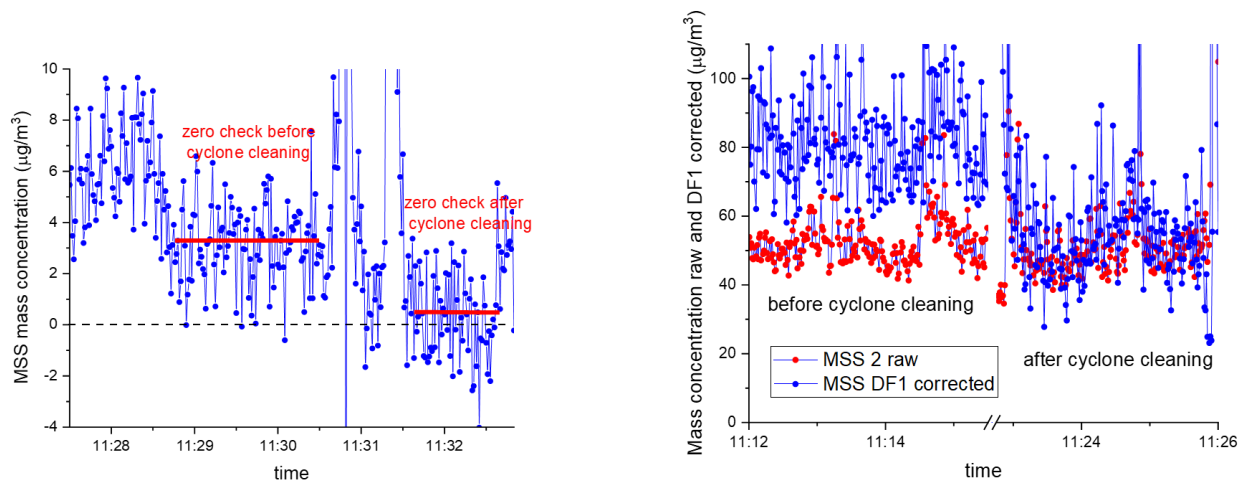 MSS mass concentration (μg/m³)
10
8
6
4
2
0
-2
-4
zero check before
cyclone cleaning
zero check after
cyclone cleaning
11:28
11:29
11:30
11:31
11:32
time
Mass concentration raw and DF1 corrected (μg/m³)
100
80
60
40
20
0
before cyclone cleaning
after cyclone cleaning
MSS 2 raw
MSS DF1 corrected
11:12
11:14
11:24
11:26
time